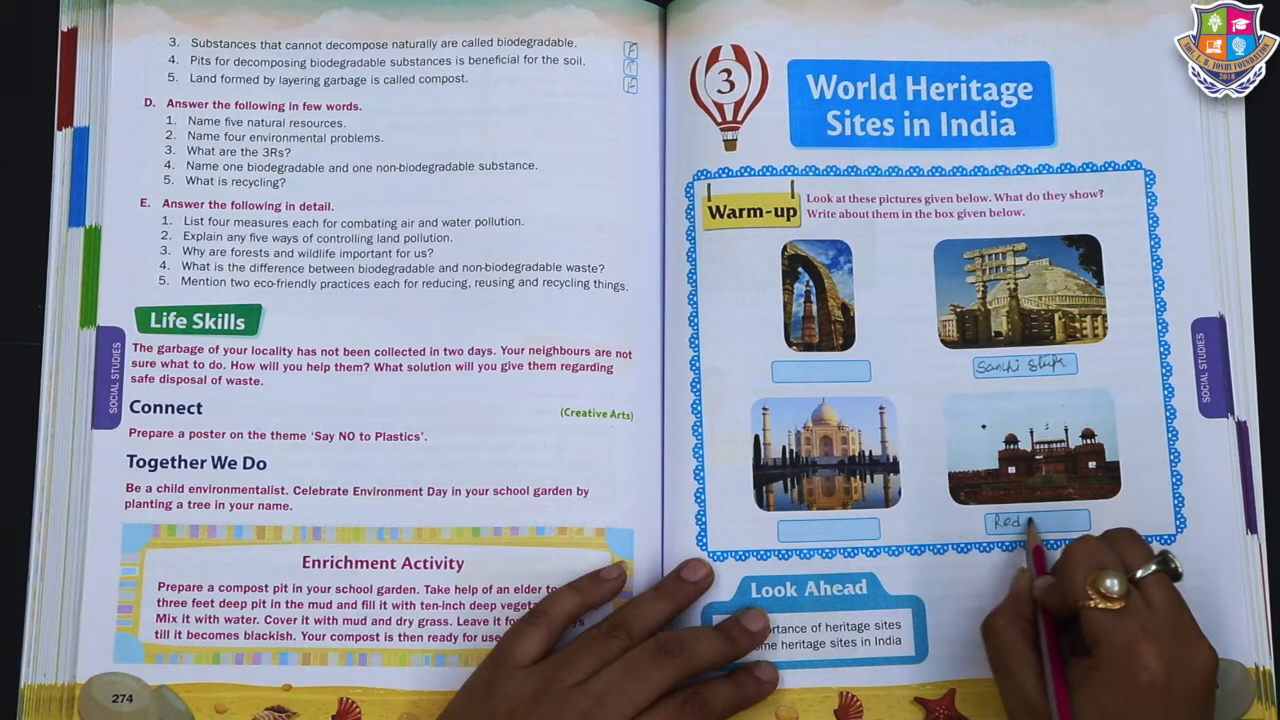 3. Substances that cannot decompose naturally are called biodegradable. F
4. Pits for decomposing biodegradable substances is beneficial for the soil. T
5. Land formed by layering garbage is called compost. F
D. Answer the following in few words.
1. Name five natural resources.
2. Name four environmental problems.
3. What are the 3Rs?
4. Name one biodegradable and one non-biodegradable substance.
5. What is recycling?
E. Answer the following in detail.
1. List four measures each for combating air and water pollution.
2. Explain any five ways of controlling land pollution.
3. Why are forests and wildlife important for us?
4. What is the difference between biodegradable and non-biodegradable waste?
5. Mention two eco-friendly practices each for reducing, reusing and recycling things.
Life Skills
The garbage of your locality has not been collected in two days. Your neighbours are not
sure what to do. How will you help them? What solution will you give them regarding
safe disposal of waste.
Connect
(Creative Arts)
Prepare a poster on the theme ‘Say NO to Plastics’.
Together We Do
Be a child environmentalist. Celebrate Environment Day in your school garden by
planting a tree in your name.
Enrichment Activity
Prepare a compost pit in your school garden. Take help of an elder to
three feet deep pit in the mud and fill it with ten-inch deep
Mix it with water. Cover it with mud and dry grass. Leave it
till it becomes blackish. Your compost is then ready for use
274
SOCIAL STUDIES
3
World Heritage
Sites in India
Warm-up
Look at these pictures given below. What do they show?
Write about them in the box given below.
Sanchi Stupa
Red
Look Ahead
heritage sites
heritage sites in India
SOCIAL STUDIES
SOU. L. B. JOSHI FOUNDATION
2018